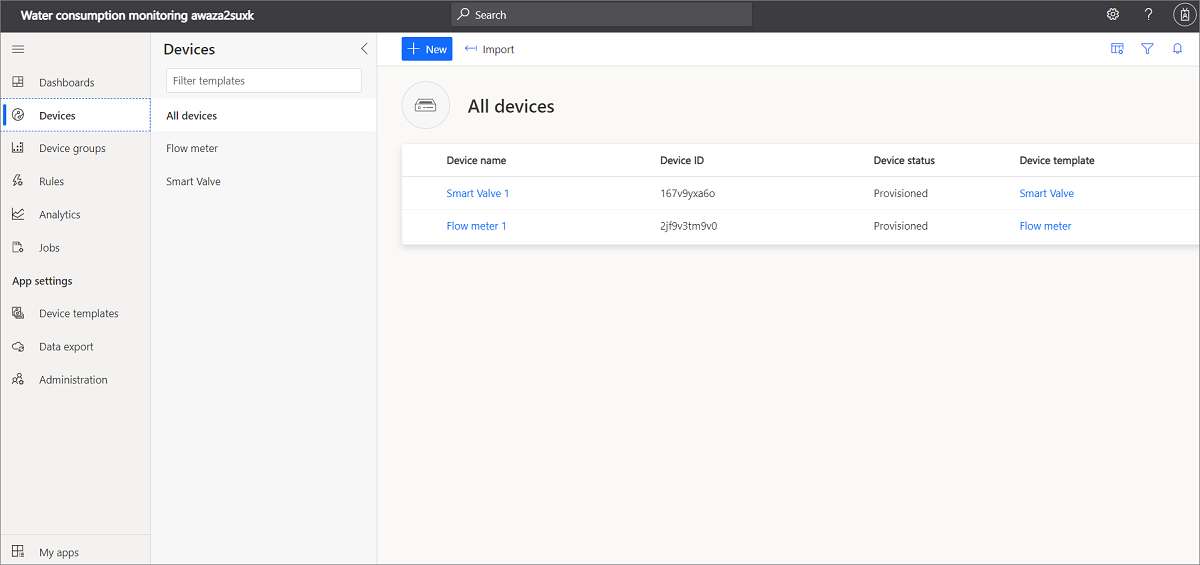 Water consumption monitoring awaza2suxk
Search
?
Dashboards
Devices
Device groups
Rules
Analytics
Jobs
App settings
Device templates
Data export
Administration
My apps
Devices
Filter templates
All devices
Flow meter
Smart Valve
New
Import
All devices
Device name Device ID Device status Device template
Smart Valve 1 167v9yxa6o Provisioned Smart Valve
Flow meter 1 2jf9v3tm9v0 Provisioned Flow meter